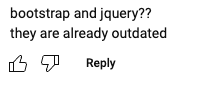 bootstrap and jquery??
they are already outdated
Reply